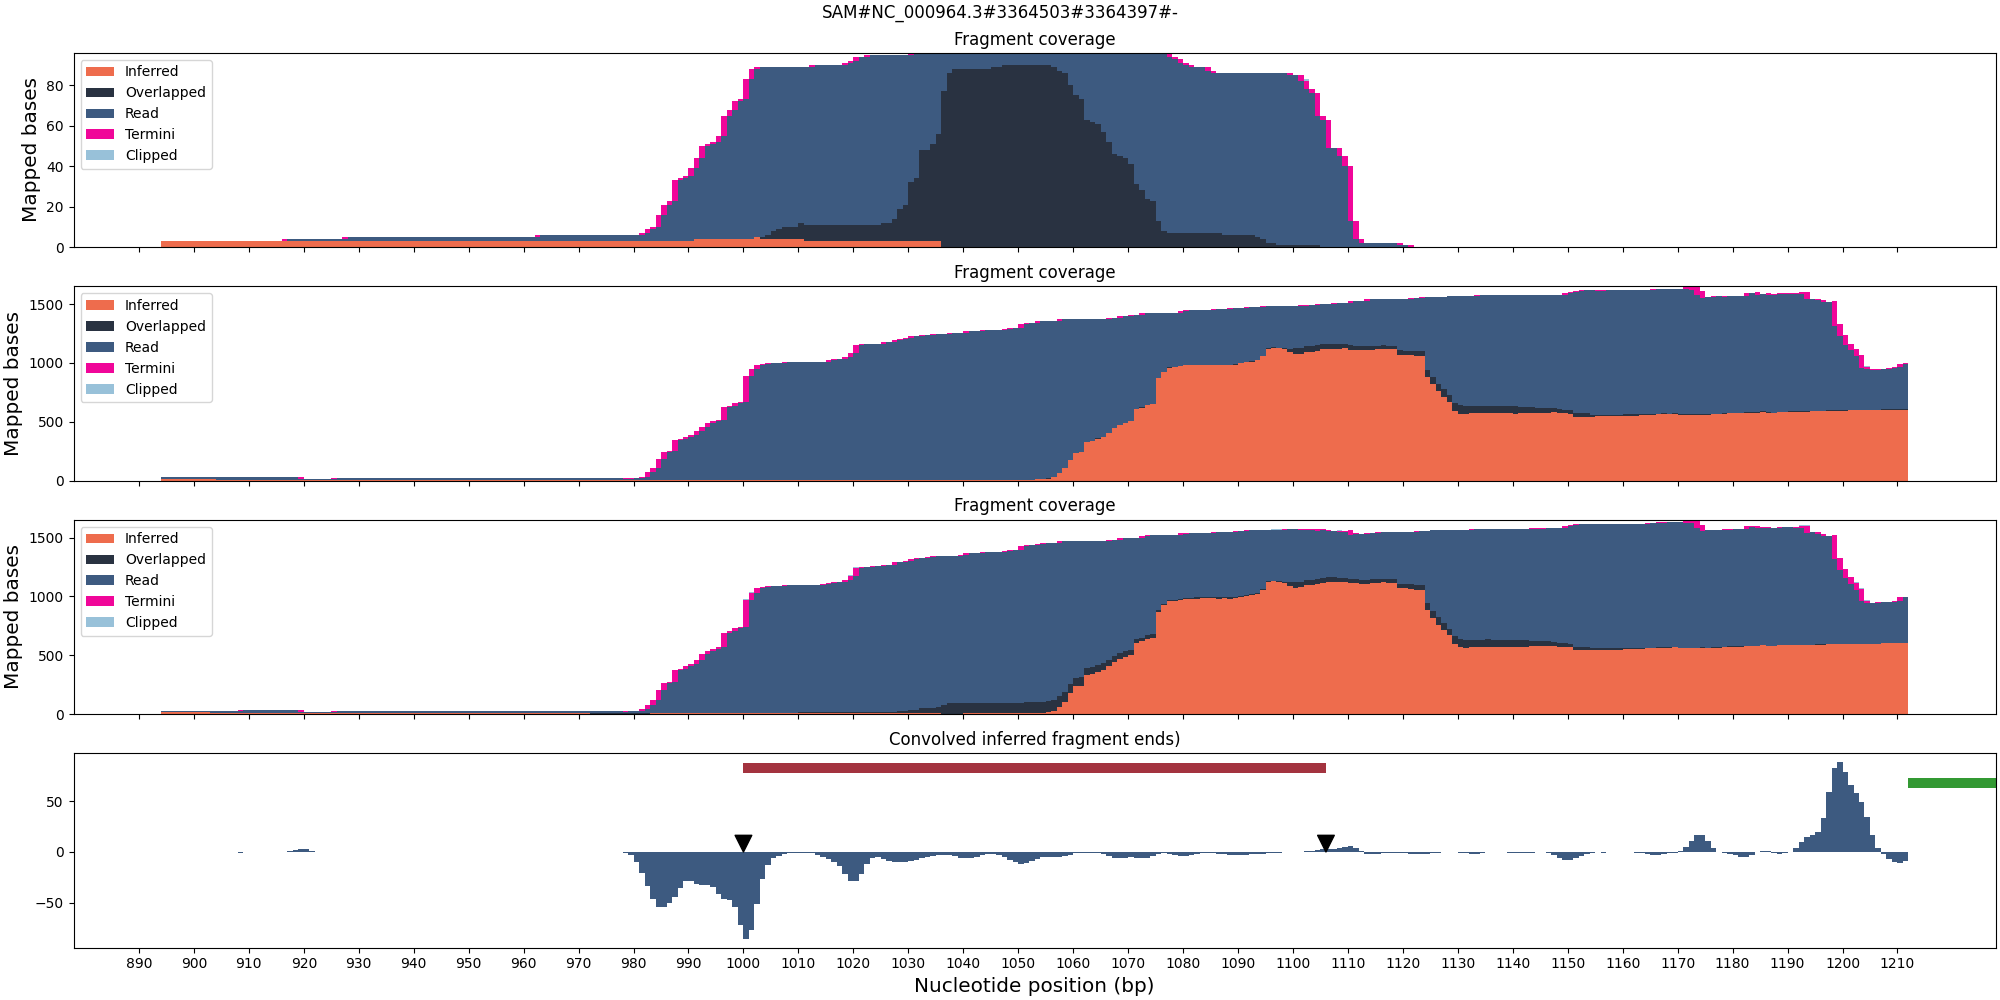 SAM#NC_000964.3#3364503#3364397#-
Fragment coverage
Mapped bases
80
60
40
20
0
Inferred
Overlapped
Read
Termini
Clipped
Fragment coverage
Mapped bases
1500
1000
500
0
Inferred
Overlapped
Read
Termini
Clipped
Fragment coverage
Mapped bases
1500
1000
500
0
Inferred
Overlapped
Read
Termini
Clipped
Convolved inferred fragment ends)
50
0
−50
890 900 910 920 930 940 950 960 970 980 990 1000 1010 1020 1030 1040 1050 1060 1070 1080 1090 1100 1110 1120 1130 1140 1150 1160 1170 1180 1190 1200 1210
Nucleotide position (bp)